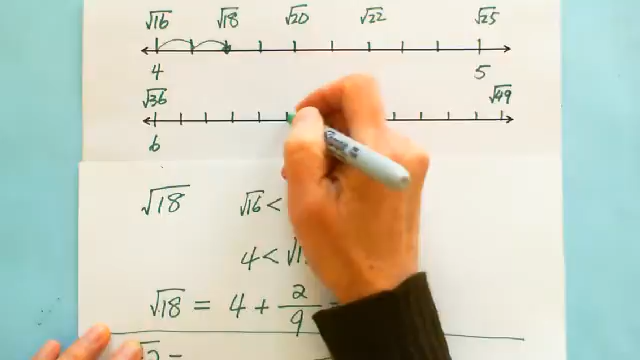 √16 √18 √20 √22 √25
4 5
√36 √49
6
√18 √16 <
4 < √1
√18 = 4 + 2/9 =